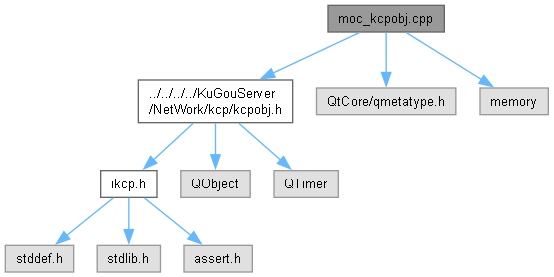 moc_kcpobj.cpp
../../../../KuGouServer
/NetWork/kcp/kcpobj.h
QtCore/qmetatype.h
memory
ikcp.h
QObject
QTimer
stddef.h
stdlib.h
assert.h